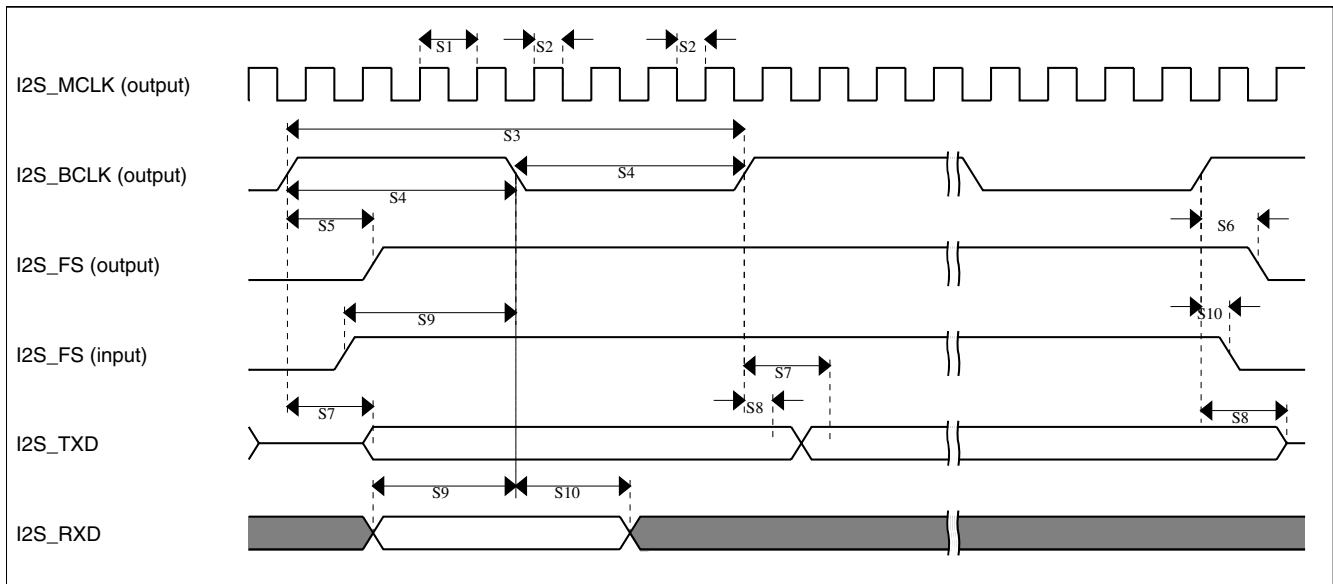 S1 S2 S2
I2S_MCLK (output)
S3
I2S_BCLK (output)
S4
S4
S5 S6
I2S_FS (output)
S9 S10
I2S_FS (input)
S7
S8
S7 S8
I2S_TXD
S9 S10
I2S_RXD